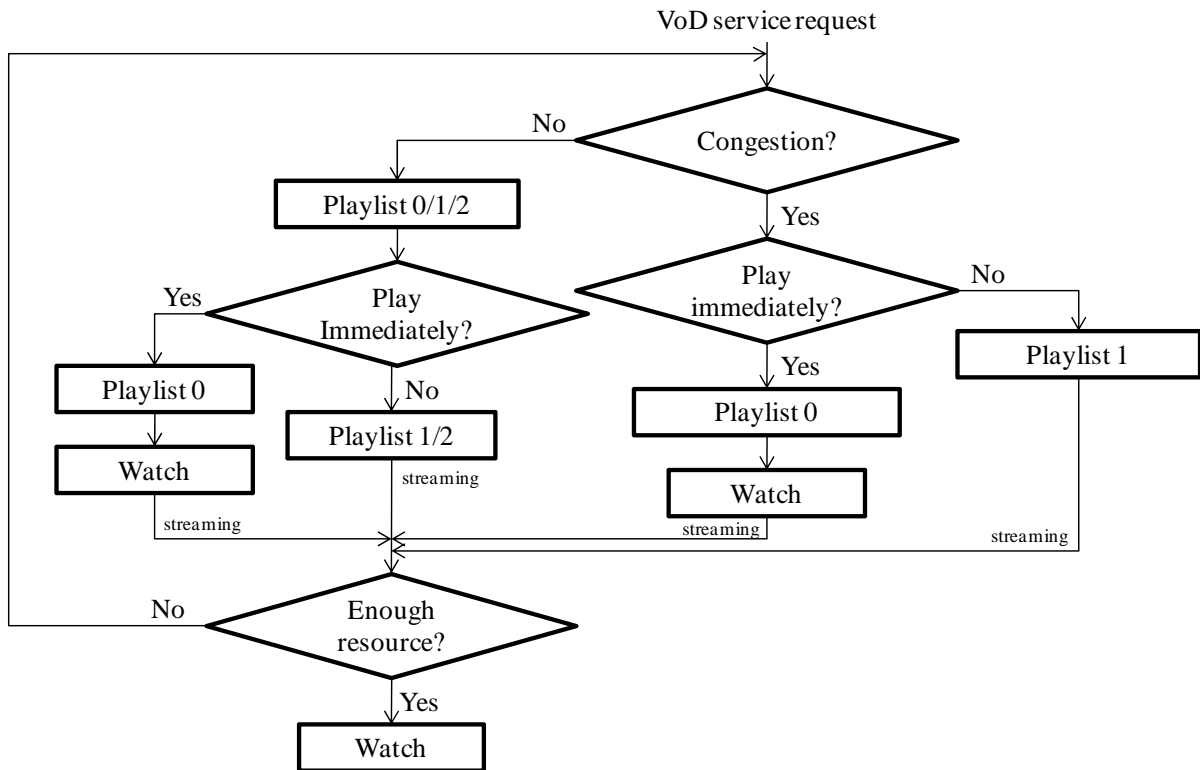 VoD service request
Congestion?
No
Yes
Playlist 0/1/2
Play
Immediately?
Yes
No
Playlist 0
Watch
streaming
Playlist 1/2
streaming
Play
immediately?
No
Yes
Playlist 1
Playlist 0
Watch
streaming
streaming
Enough
resource?
No
Yes
Watch